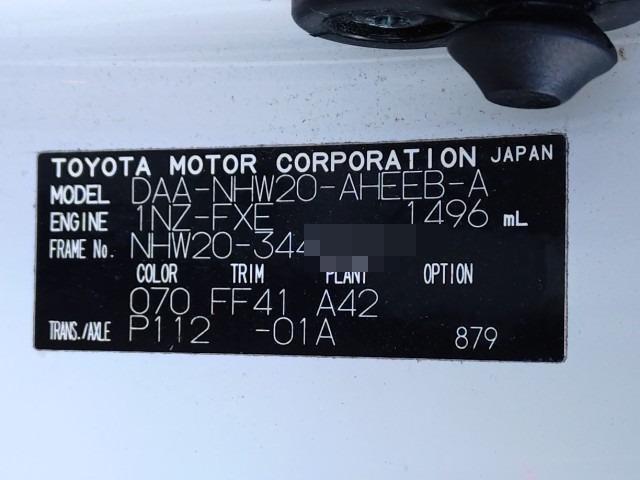 TOYOTA MOTOR CORPORATION JAPAN
MODEL DAA-NHW20-AHEEB-A
ENGINE 1NZ-FXE 1496 mL
FRAME No. NHW20-344
COLOR TRIM PLANT OPTION
070 FF41 A42
TRANS./AXLE P112 -01A 879